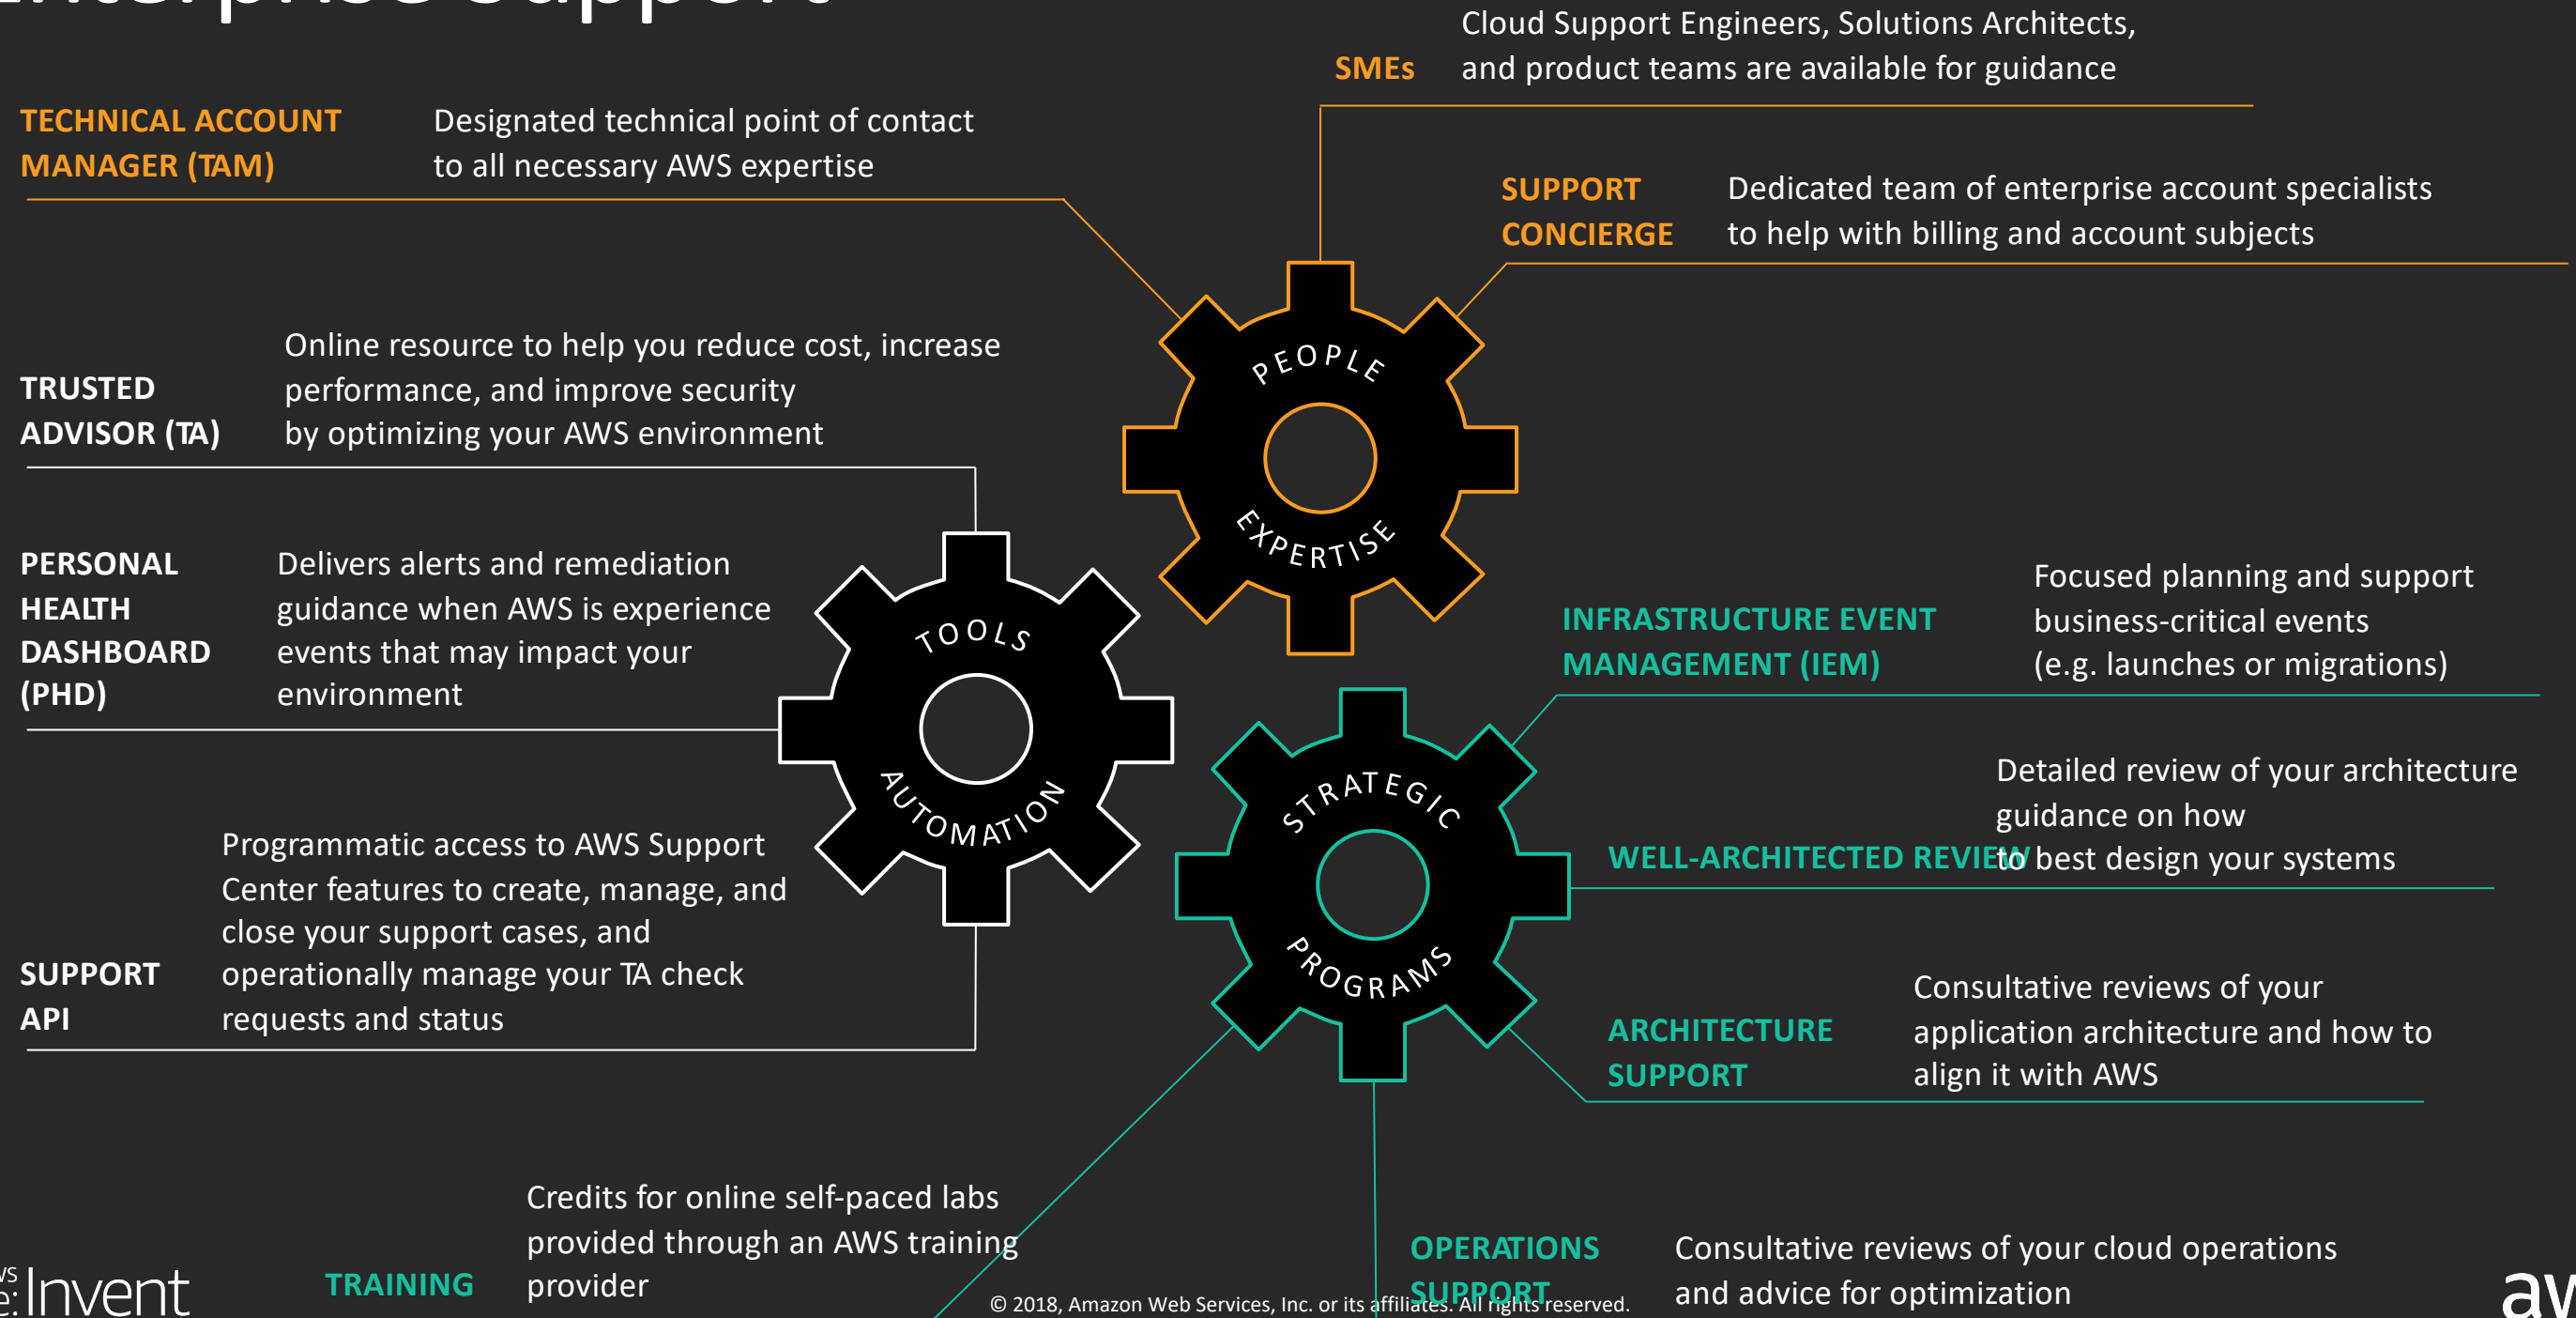 Enterprise Support
SMEs
Cloud Support Engineers, Solutions Architects,
and product teams are available for guidance
TECHNICAL ACCOUNT
MANAGER (TAM)
Designated technical point of contact
to all necessary AWS expertise
SUPPORT
CONCIERGE
Dedicated team of enterprise account specialists
to help with billing and account subjects
TRUSTED
ADVISOR (TA)
Online resource to help you reduce cost, increase
performance, and improve security
by optimizing your AWS environment
PEOPLE
EXPERTISE
PERSONAL
HEALTH
DASHBOARD
(PHD)
Delivers alerts and remediation
guidance when AWS is experience
events that may impact your
environment
TOOLS
AUTOMATION
INFRASTRUCTURE EVENT
MANAGEMENT (IEM)
Focused planning and support
business-critical events
(e.g. launches or migrations)
STRATEGIC
PROGRAMS
WELL-ARCHITECTED REVIEW
Detailed review of your architecture
guidance on how
to best design your systems
SUPPORT
API
Programmatic access to AWS Support
Center features to create, manage, and
close your support cases, and
operationally manage your TA check
requests and status
ARCHITECTURE
SUPPORT
Consultative reviews of your
application architecture and how to
align it with AWS
TRAINING
Credits for online self-paced labs
provided through an AWS training
provider
OPERATIONS
SUPPORT
Consultative reviews of your cloud operations
and advice for optimization
re:Invent
© 2018, Amazon Web Services, Inc. or its affiliates. All rights reserved.